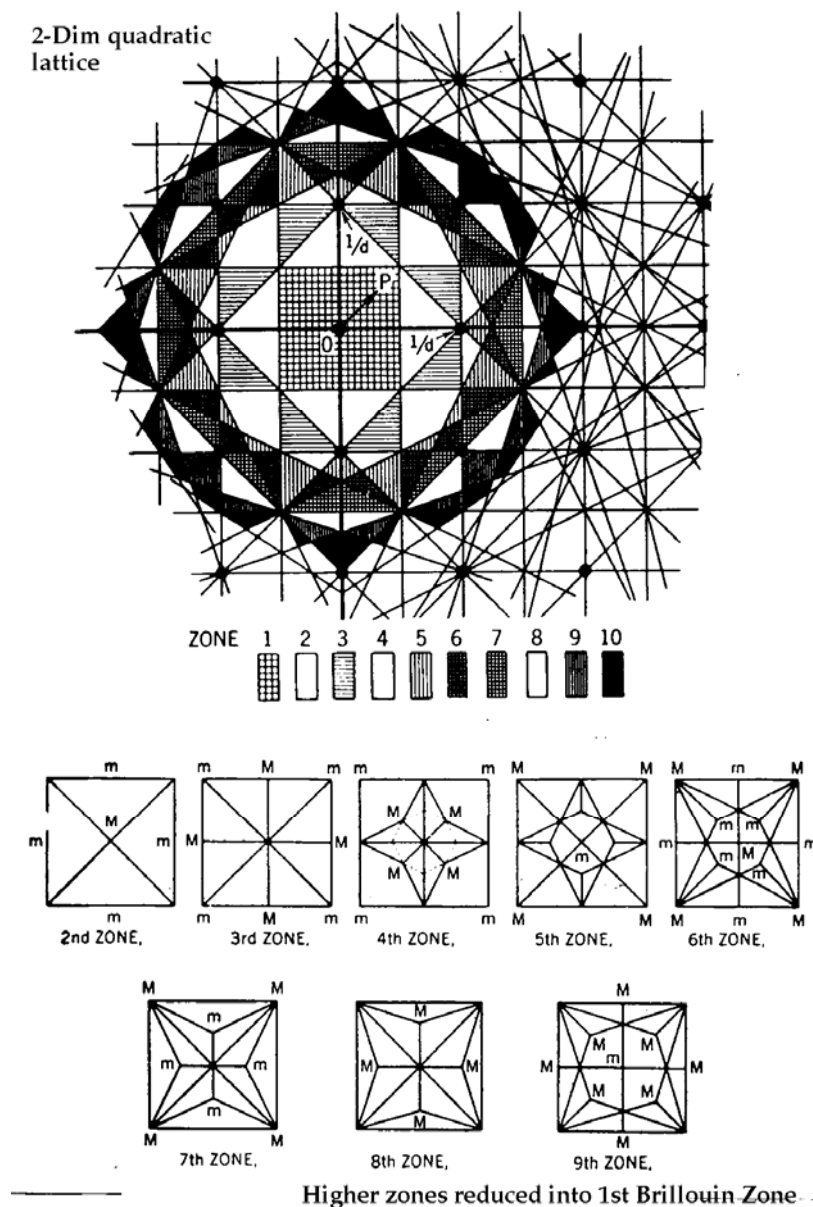 2-Dim quadratic
lattice
1/d
P
0
1/d
ZONE 1 2 3 4 5 6 7 8 9 10
m m m M m m m M M M m M
M M M M M m m
m m m M M M M m m m M m
m M M m M M M m m M M m M
m m M m m m M M M m M
2nd ZONE, 3rd ZONE, 4th ZONE, 5th ZONE, 6th ZONE,
M M M
m M M M
m m M M M m M
m M M M
M M M
7th ZONE, 8th ZONE, 9th ZONE,
Higher zones reduced into 1st Brillouin Zone